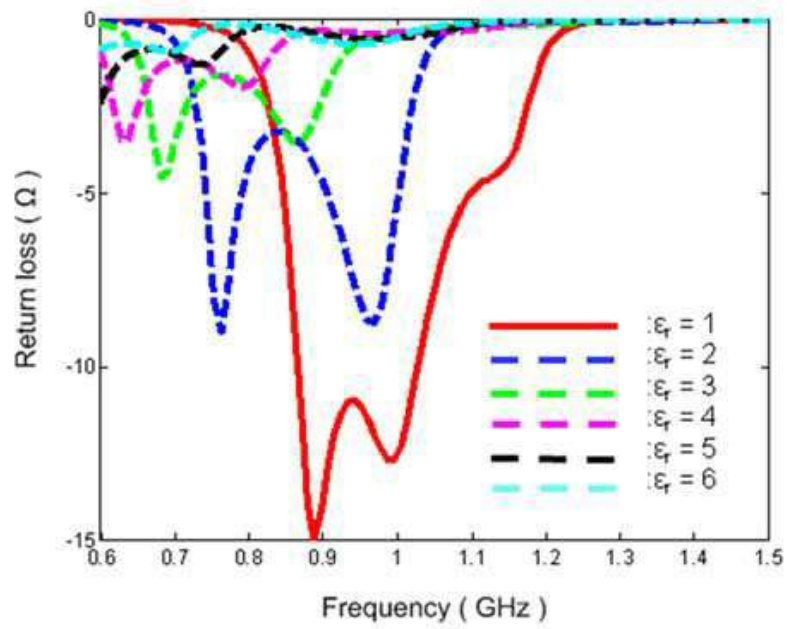 0
-5
-10
-15
Return loss ( Ω )
0.6 0.7 0.8 0.9 1 1.1 1.2 1.3 1.4 1.5
Frequency ( GHz )
:εr = 1
:εr = 2
:εr = 3
:εr = 4
:εr = 5
:εr = 6